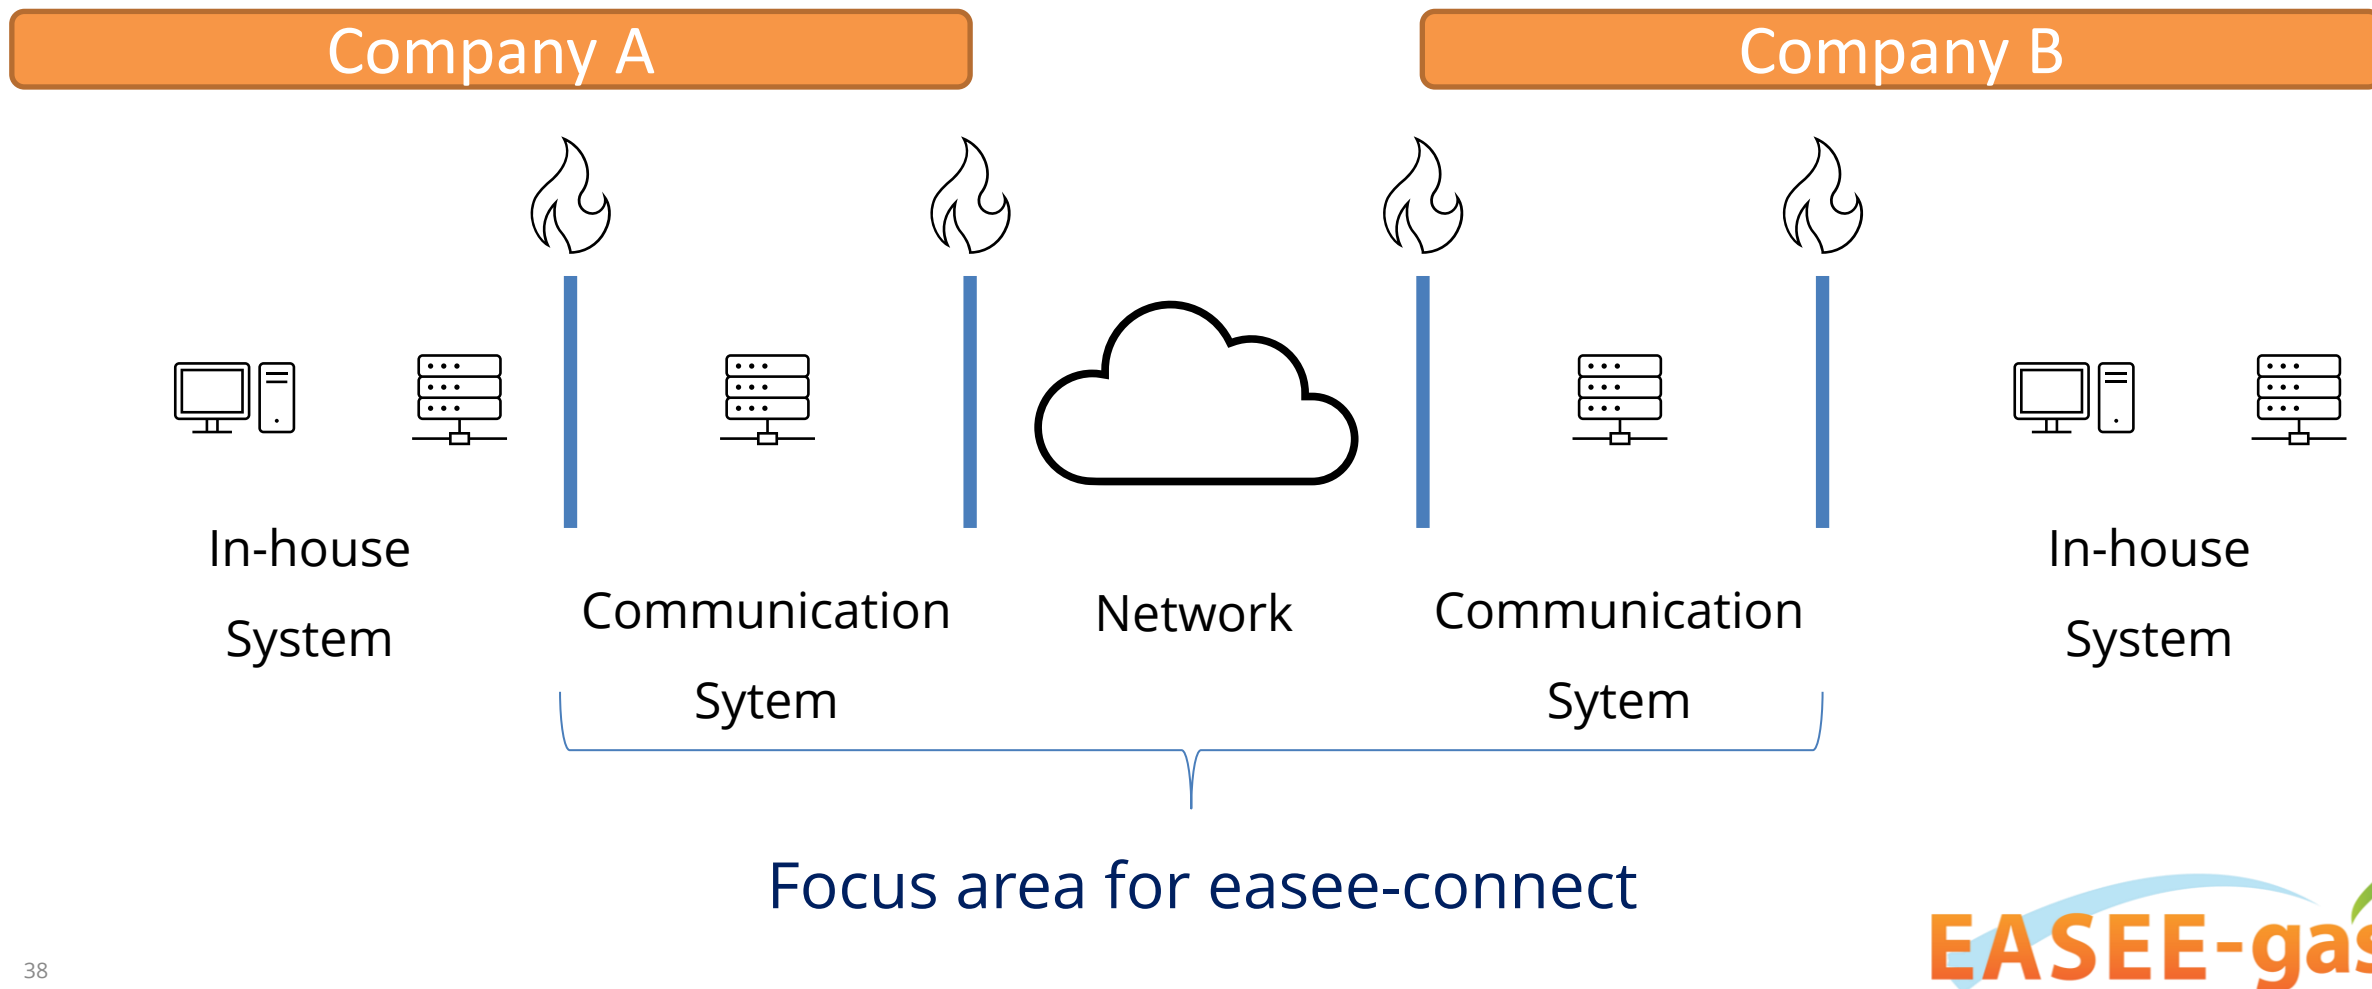 Company A
Company B
In-house
System
Communication
Sytem
Network
Communication
Sytem
In-house
System
Focus area for easee-connect
38
EASEE-gas